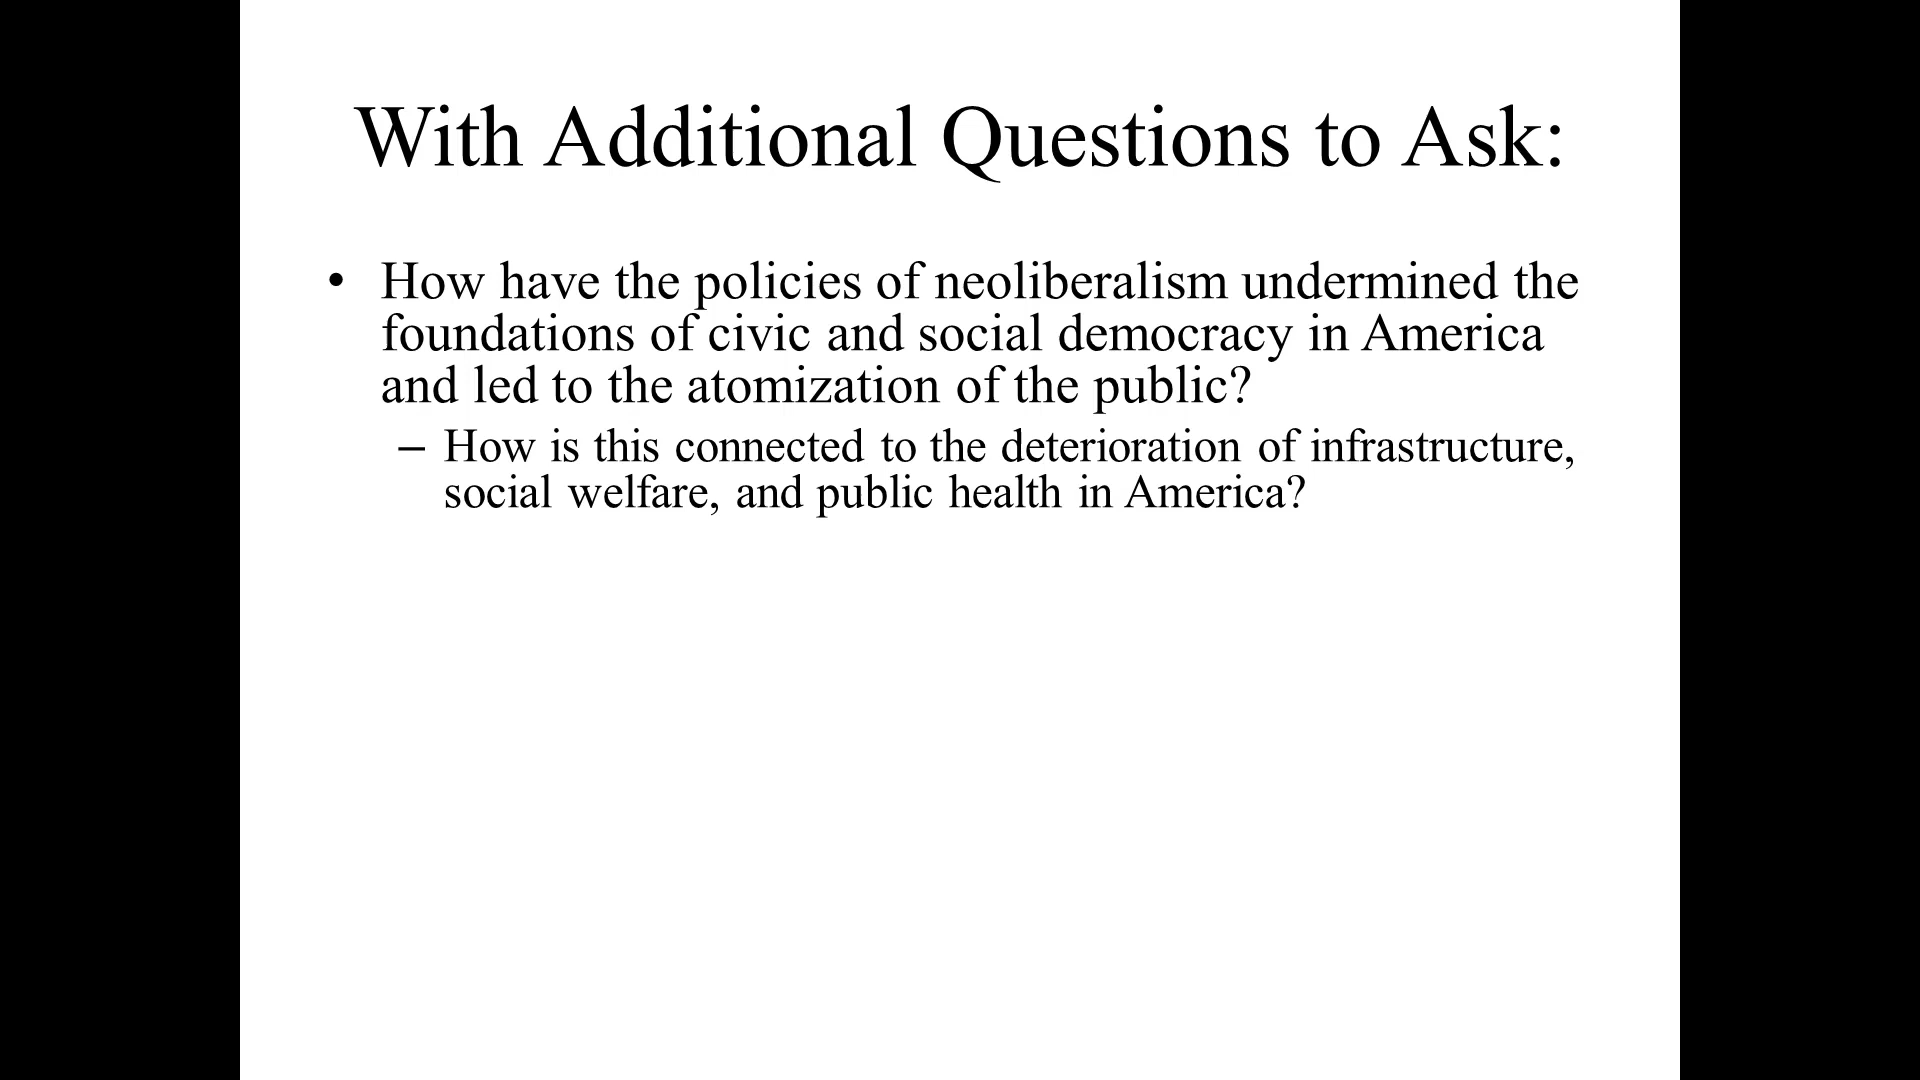 With Additional Questions to Ask:
• How have the policies of neoliberalism undermined the
foundations of civic and social democracy in America
and led to the atomization of the public?
– How is this connected to the deterioration of infrastructure,
social welfare, and public health in America?